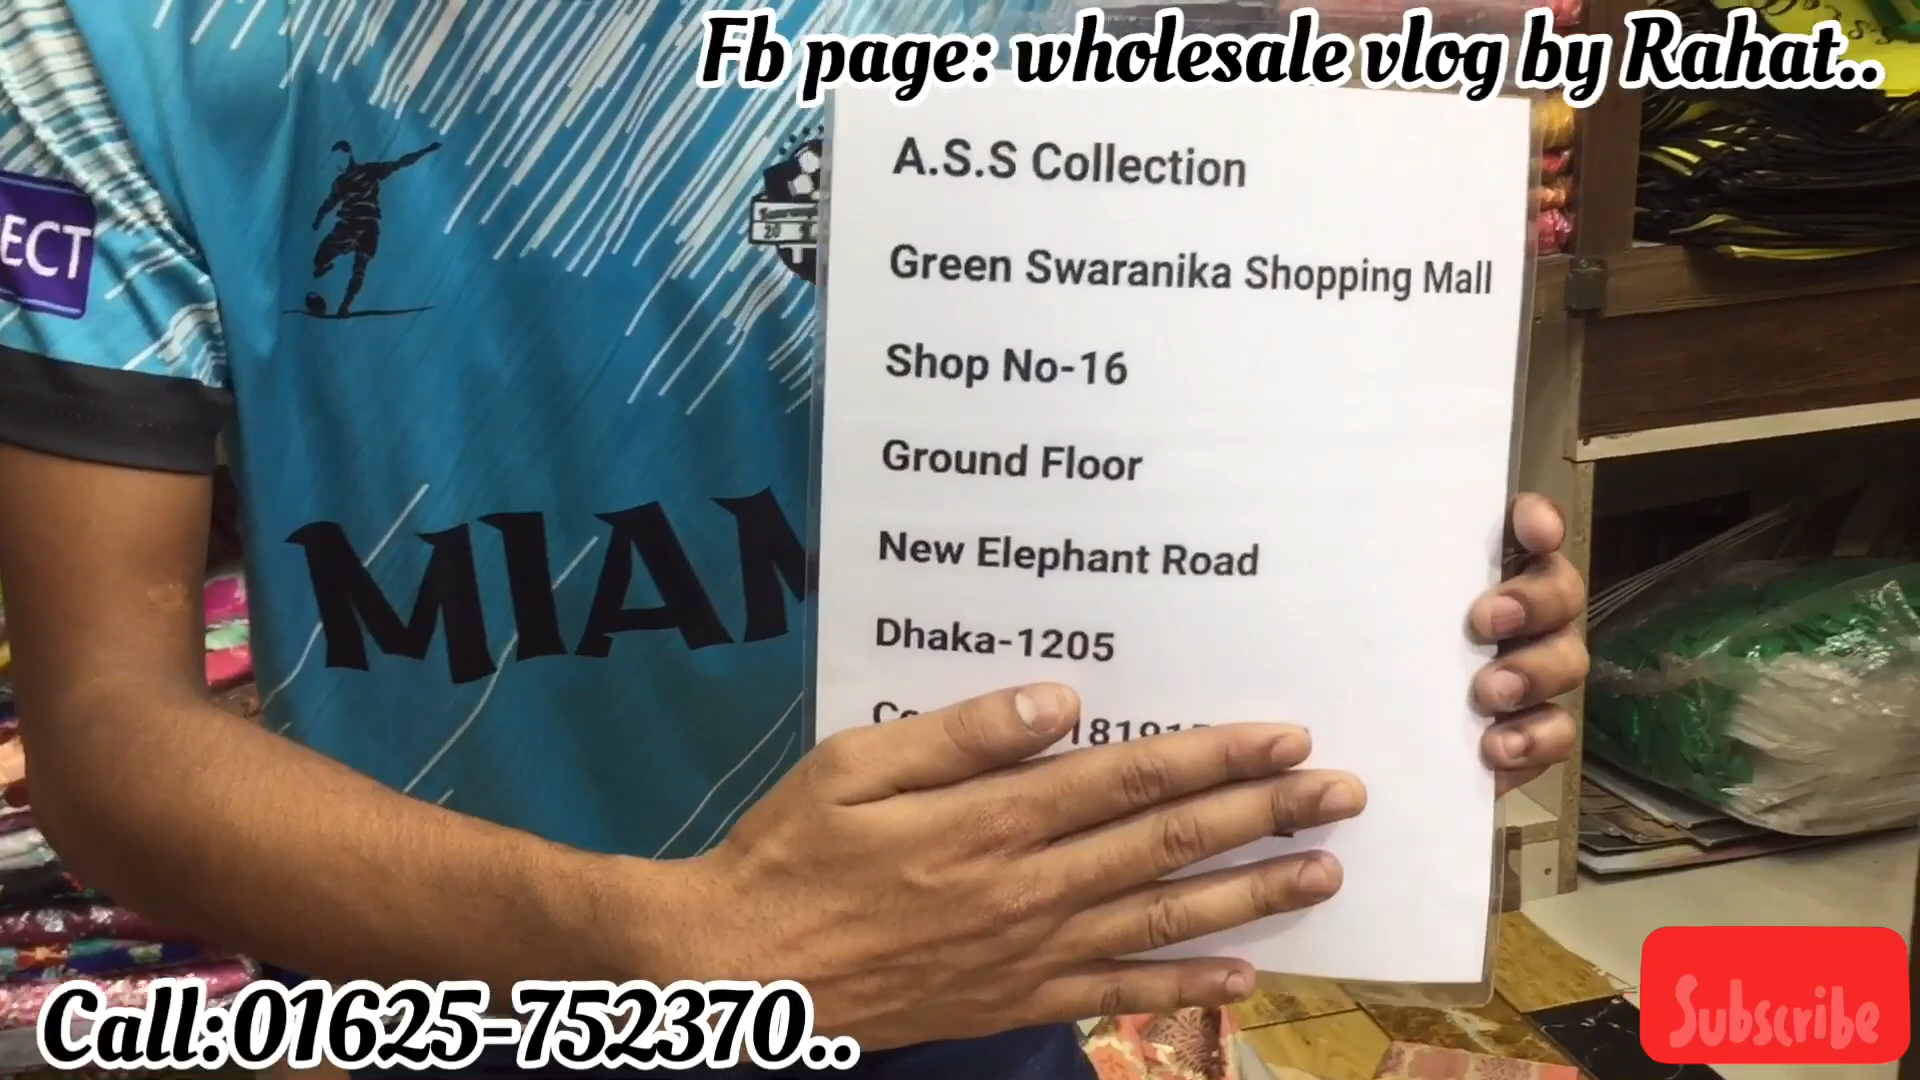 Fb page: wholesale vlog by Rahat..
A.S.S Collection
Green Swaranika Shopping Mall
Shop No-16
Ground Floor
New Elephant Road
Dhaka-1205
ECT
20
MIAM
Call:01625-752370..
Subscribe